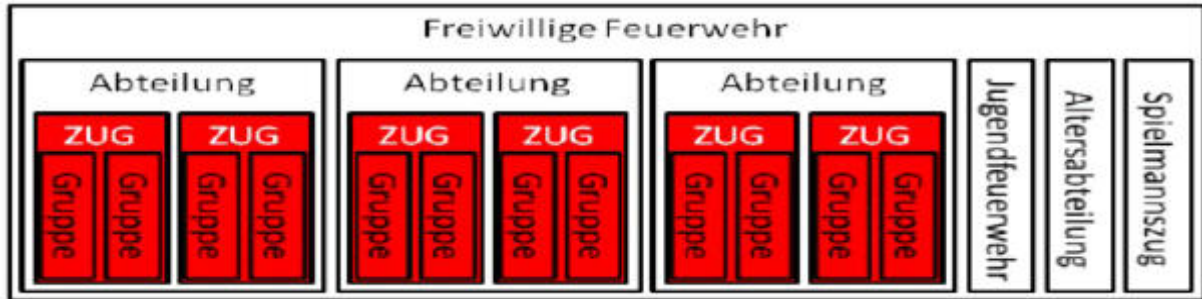 Freiwillige Feuerwehr
Abteilung
ZUG
Gruppe
Gruppe
ZUG
Gruppe
Gruppe
Abteilung
ZUG
Gruppe
Gruppe
ZUG
Gruppe
Gruppe
Abteilung
ZUG
Gruppe
Gruppe
ZUG
Gruppe
Gruppe
Jugendfeuerwehr
Altersabteilung
Spielmannszug